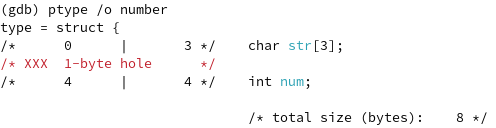 (gdb) ptype /o number
type = struct {
/*      0      |       3 */    char str[3];
/* XXX  1-byte hole      */
/*      4      |       4 */    int num;
/* total size (bytes):    8 */